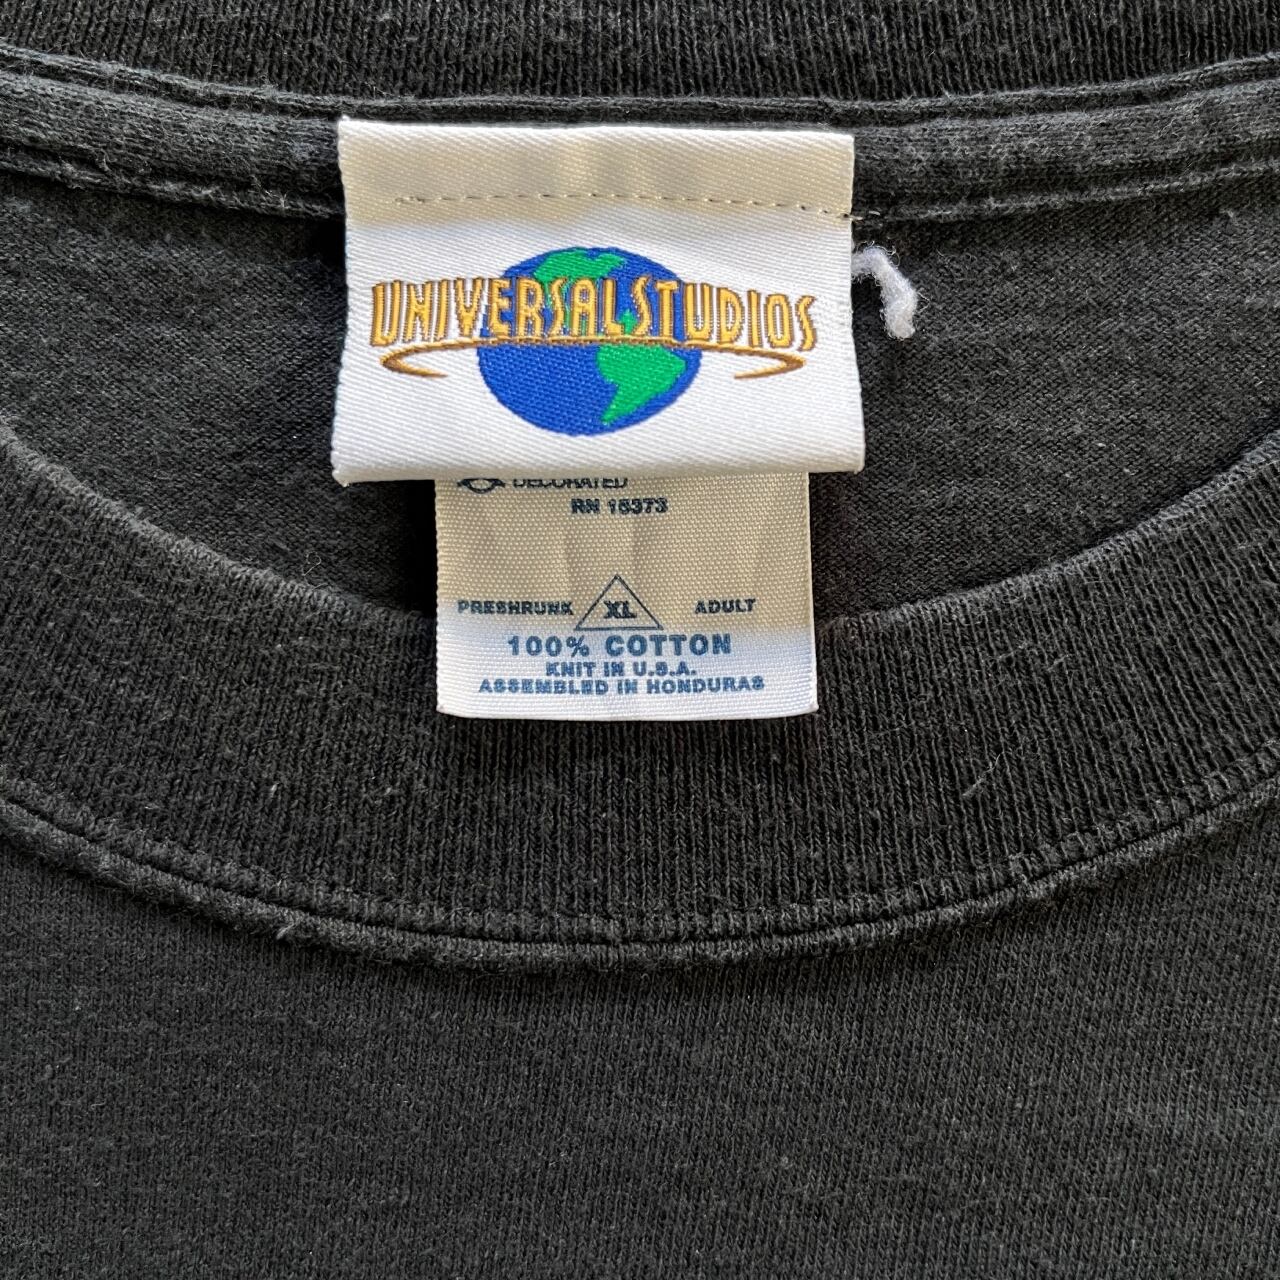 UNIVERSAL STUDIOS
DECORATED
RN 15373
PRESHRUNK XL ADULT
100% COTTON
KNIT IN U.S.A.
ASSEMBLED IN HONDURAS